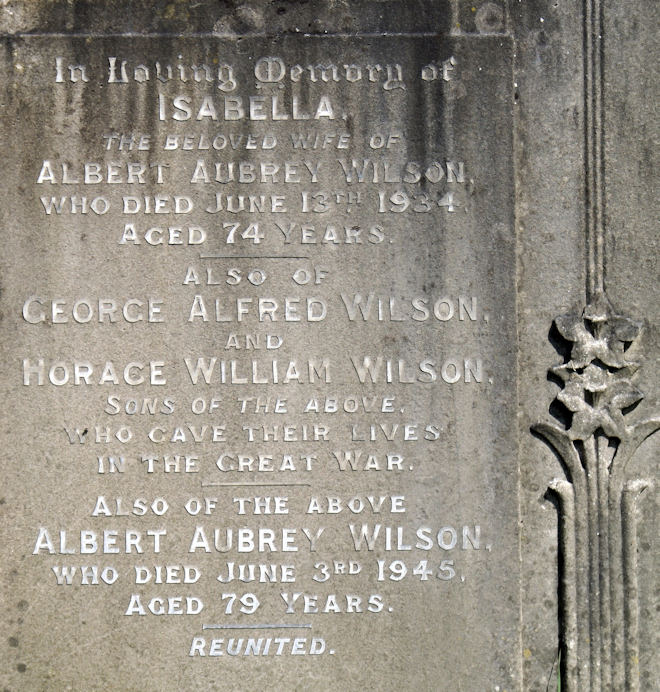 In Loving Memory of
ISABELLA,
THE BELOVED WIFE OF
ALBERT AUBREY WILSON,
WHO DIED JUNE 13TH 1934.
AGED 74 YEARS.
ALSO OF
GEORGE ALFRED WILSON,
AND
HORACE WILLIAM WILSON,
SONS OF THE ABOVE,
WHO GAVE THEIR LIVES
IN THE GREAT WAR.
ALSO OF THE ABOVE
ALBERT AUBREY WILSON,
WHO DIED JUNE 3RD 1945,
AGED 79 YEARS.
REUNITED.